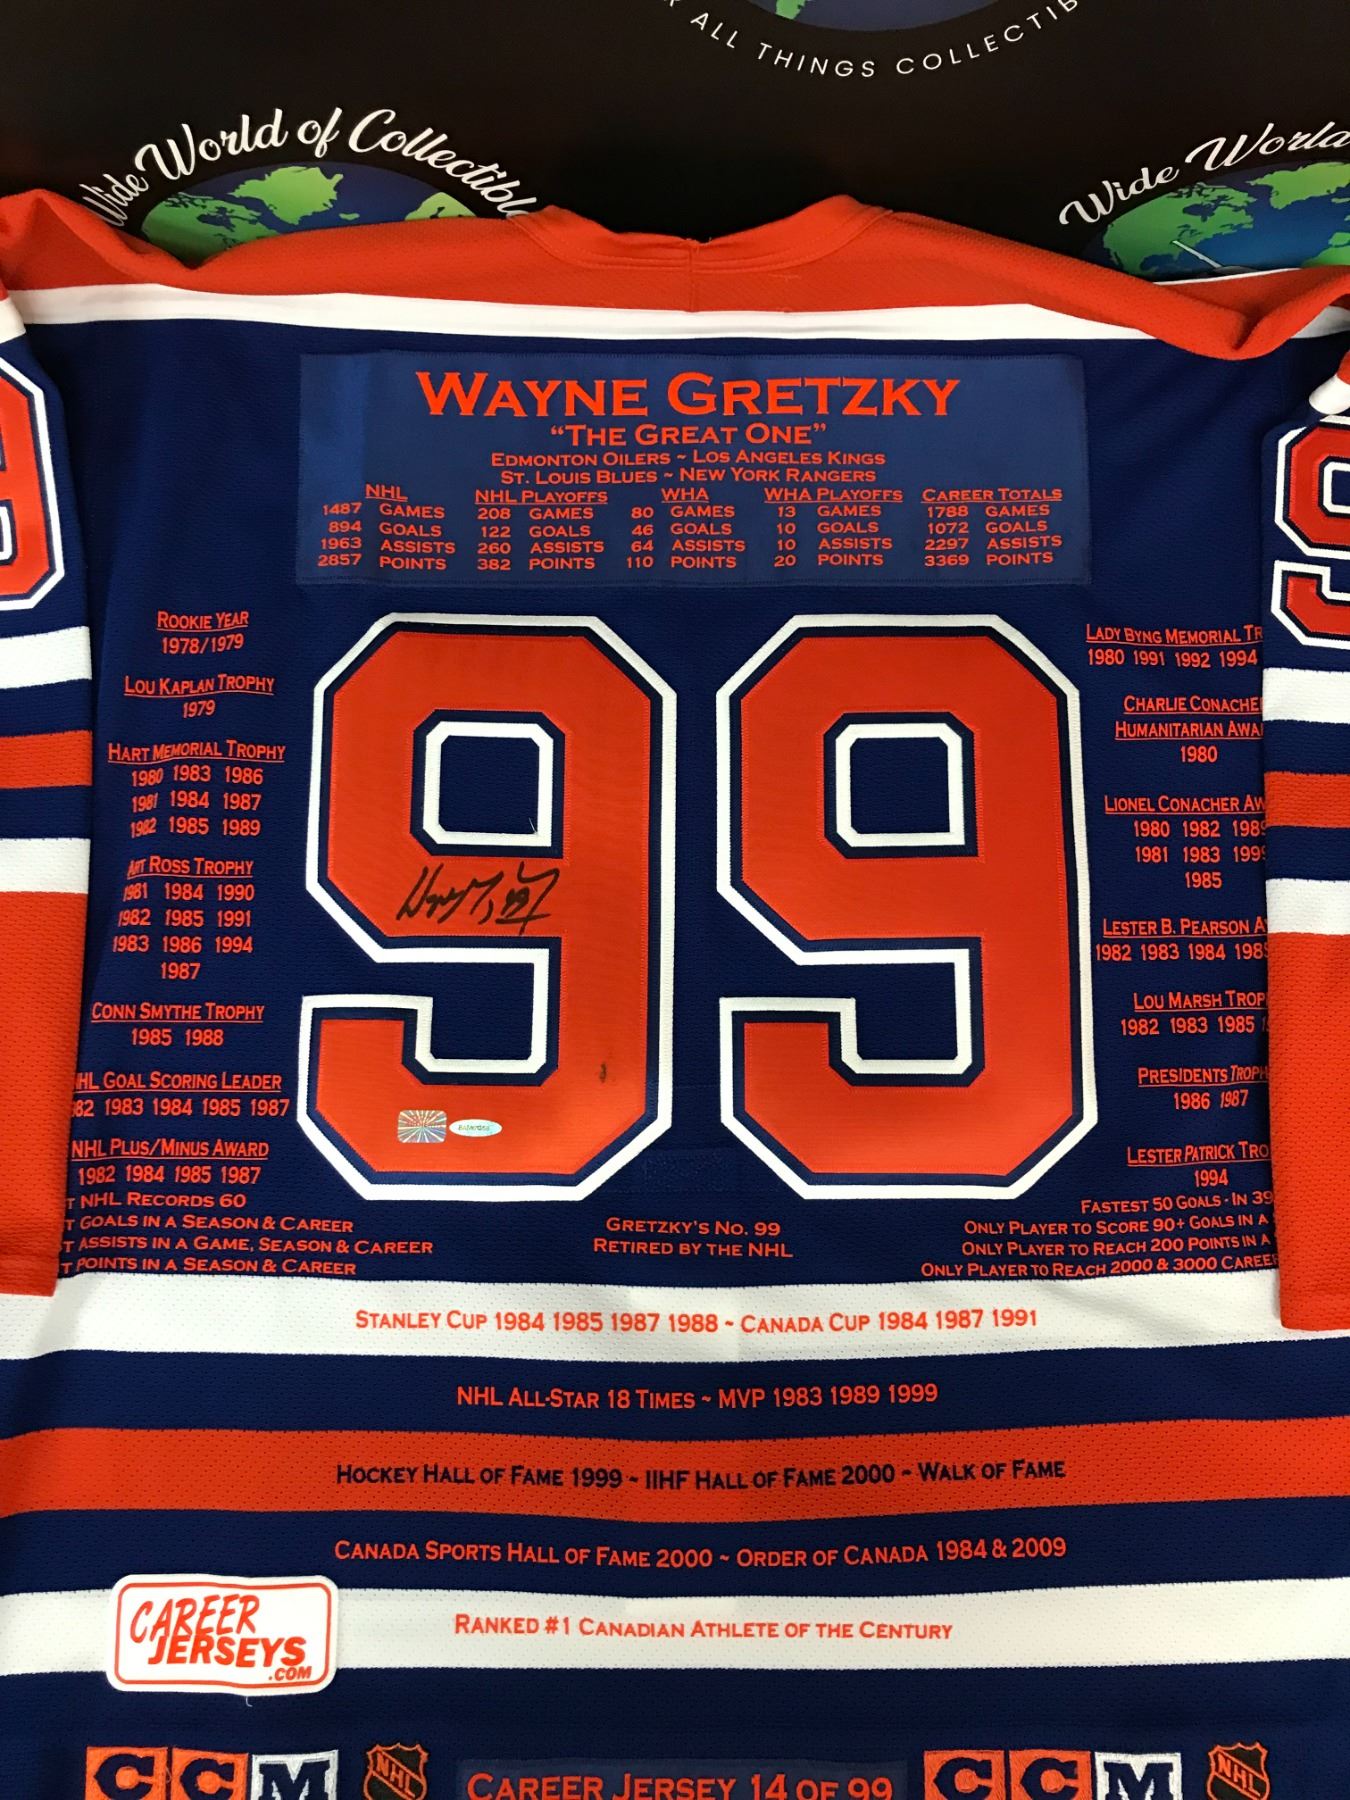 ALL THINGS
Wide World of
Wide World
WAYNE GRETZKY
"THE GREAT ONE"
EDMONTON OILERS ~ LOS ANGELES KINGS
ST. LOUIS BLUES ~ NEW YORK RANGERS
NHL NHL PLAYOFFS WHA WHA PLAYOFFS CAREER TOTALS
1487 GAMES 208 GAMES 80 GAMES 13 GAMES 1788 GAMES
894 GOALS 122 GOALS 46 GOALS 10 GOALS 1072 GOALS
1963 ASSISTS 260 ASSISTS 64 ASSISTS 10 ASSISTS 2297 ASSISTS
2857 POINTS 382 POINTS 110 POINTS 20 POINTS 3369 POINTS
ROOKIE YEAR
1978/1979
LOU KAPLAN TROPHY
1979
HART MEMORIAL TROPHY
1980 1983 1986
1981 1984 1987
1982 1985 1989
ART ROSS TROPHY
1981 1984 1990
1982 1985 1991
1983 1986 1994
1987
CONN SMYTHE TROPHY
1985 1988
NHL GOAL SCORING LEADER
82 1983 1984 1985 1987
NHL PLUS/MINUS AWARD
1982 1984 1985 1987
T NHL RECORDS 60
T GOALS IN A SEASON & CAREER
T ASSISTS IN A GAME, SEASON & CAREER
T POINTS IN A SEASON & CAREER
99
GRETZKY'S NO. 99
RETIRED BY THE NHL
LADY BYNG MEMORIAL TR
1980 1991 1992 1994
CHARLIE CONACHE
HUMANITARIAN AWA
1980
LIONEL CONACHER AW
1980 1982 1989
1981 1983 1999
1985
LESTER B. PEARSON A
1982 1983 1984 1985
LOU MARSH TROP
1982 1983 1985
PRESIDENTS TROPH
1986 1987
LESTER PATRICK TRO
1994
FASTEST 50 GOALS - IN 39
ONLY PLAYER TO SCORE 90+ GOALS IN A
ONLY PLAYER TO REACH 200 POINTS IN A
ONLY PLAYER TO REACH 2000 & 3000 CAREE
STANLEY CUP 1984 1985 1987 1988 ~ CANADA CUP 1984 1987 1991
NHL ALL-STAR 18 TIMES ~ MVP 1983 1989 1999
HOCKEY HALL OF FAME 1999 ~ IIHF HALL OF FAME 2000 ~ WALK OF FAME
CANADA SPORTS HALL OF FAME 2000 ~ ORDER OF CANADA 1984 & 2009
RANKED #1 CANADIAN ATHLETE OF THE CENTURY
CAREER
JERSEYS
.COM
CCM NHL CAREER JERSEY 14 OF 99 CCM NHL